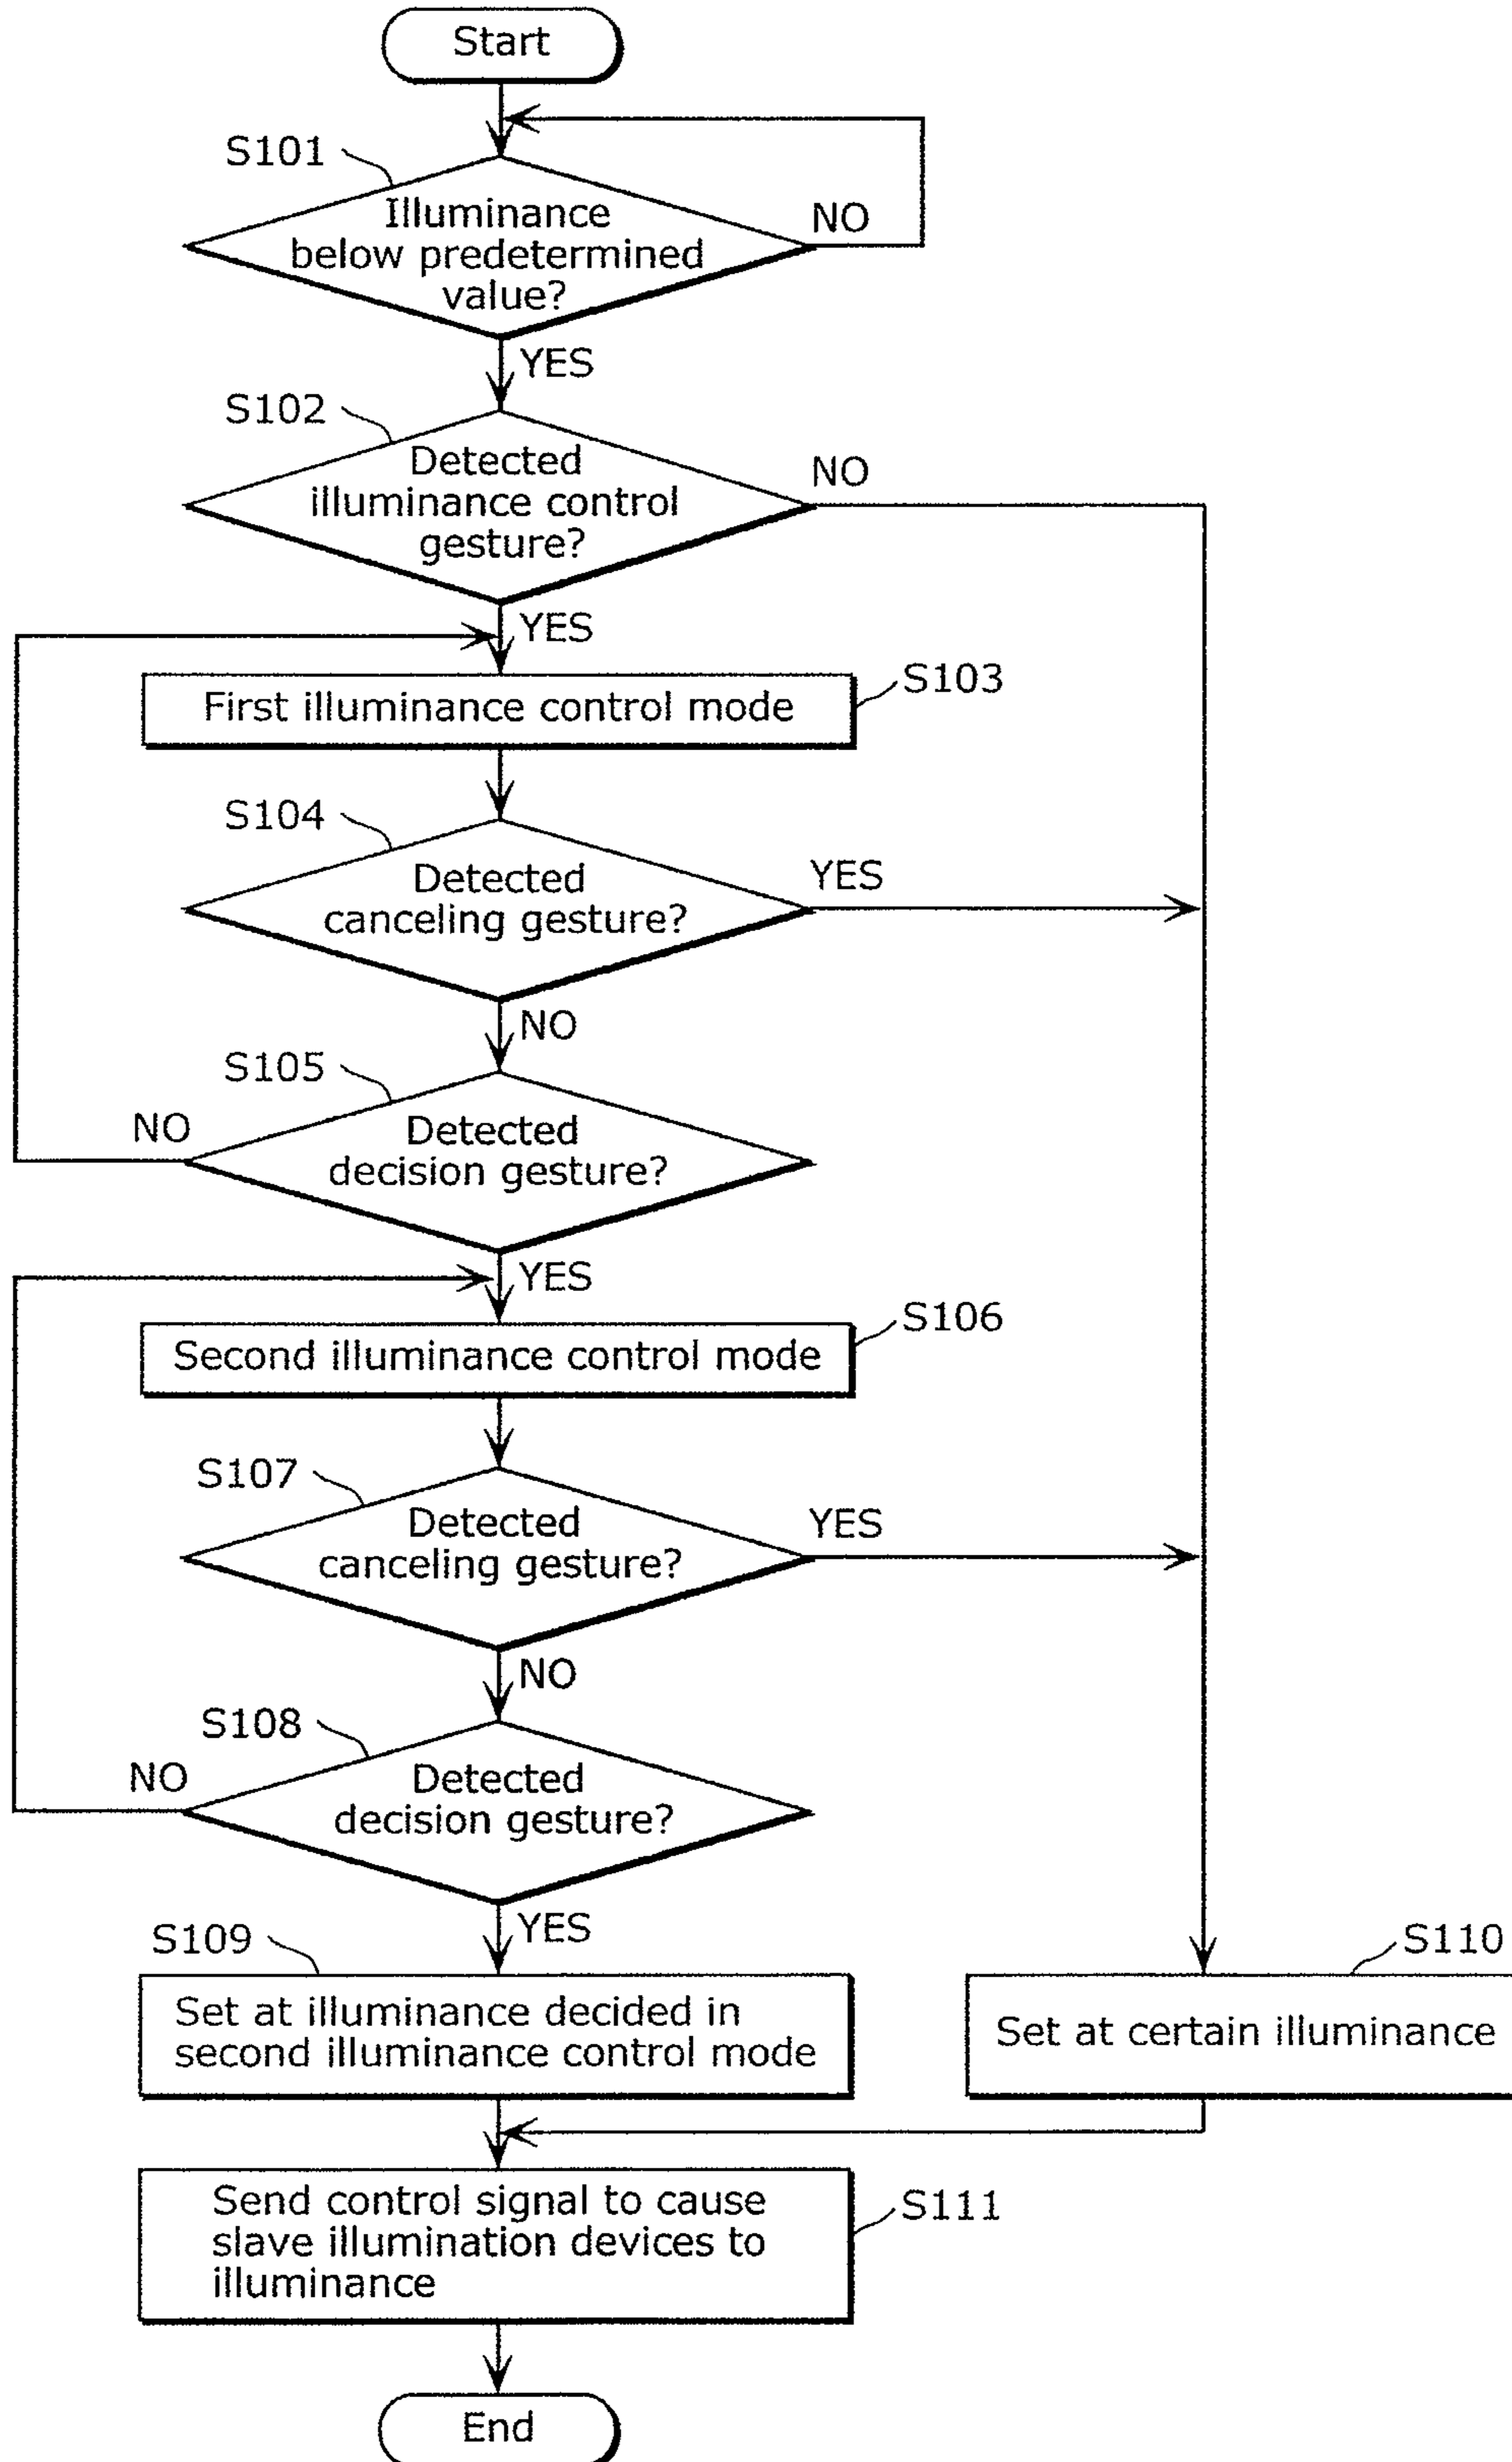 Start
S101
Illuminance
below predetermined
value?
NO
YES
S102
Detected
illuminance control
gesture?
NO
YES
First illuminance control mode
S103
S104
Detected
canceling gesture?
YES
NO
S105
Detected
decision gesture?
NO
YES
Second illuminance control mode
S106
S107
Detected
canceling gesture?
YES
NO
S108
Detected
decision gesture?
NO
YES
S109
Set at illuminance decided in
second illuminance control mode
S110
Set at certain illuminance
Send control signal to cause
slave illumination devices to
illuminance
S111
End